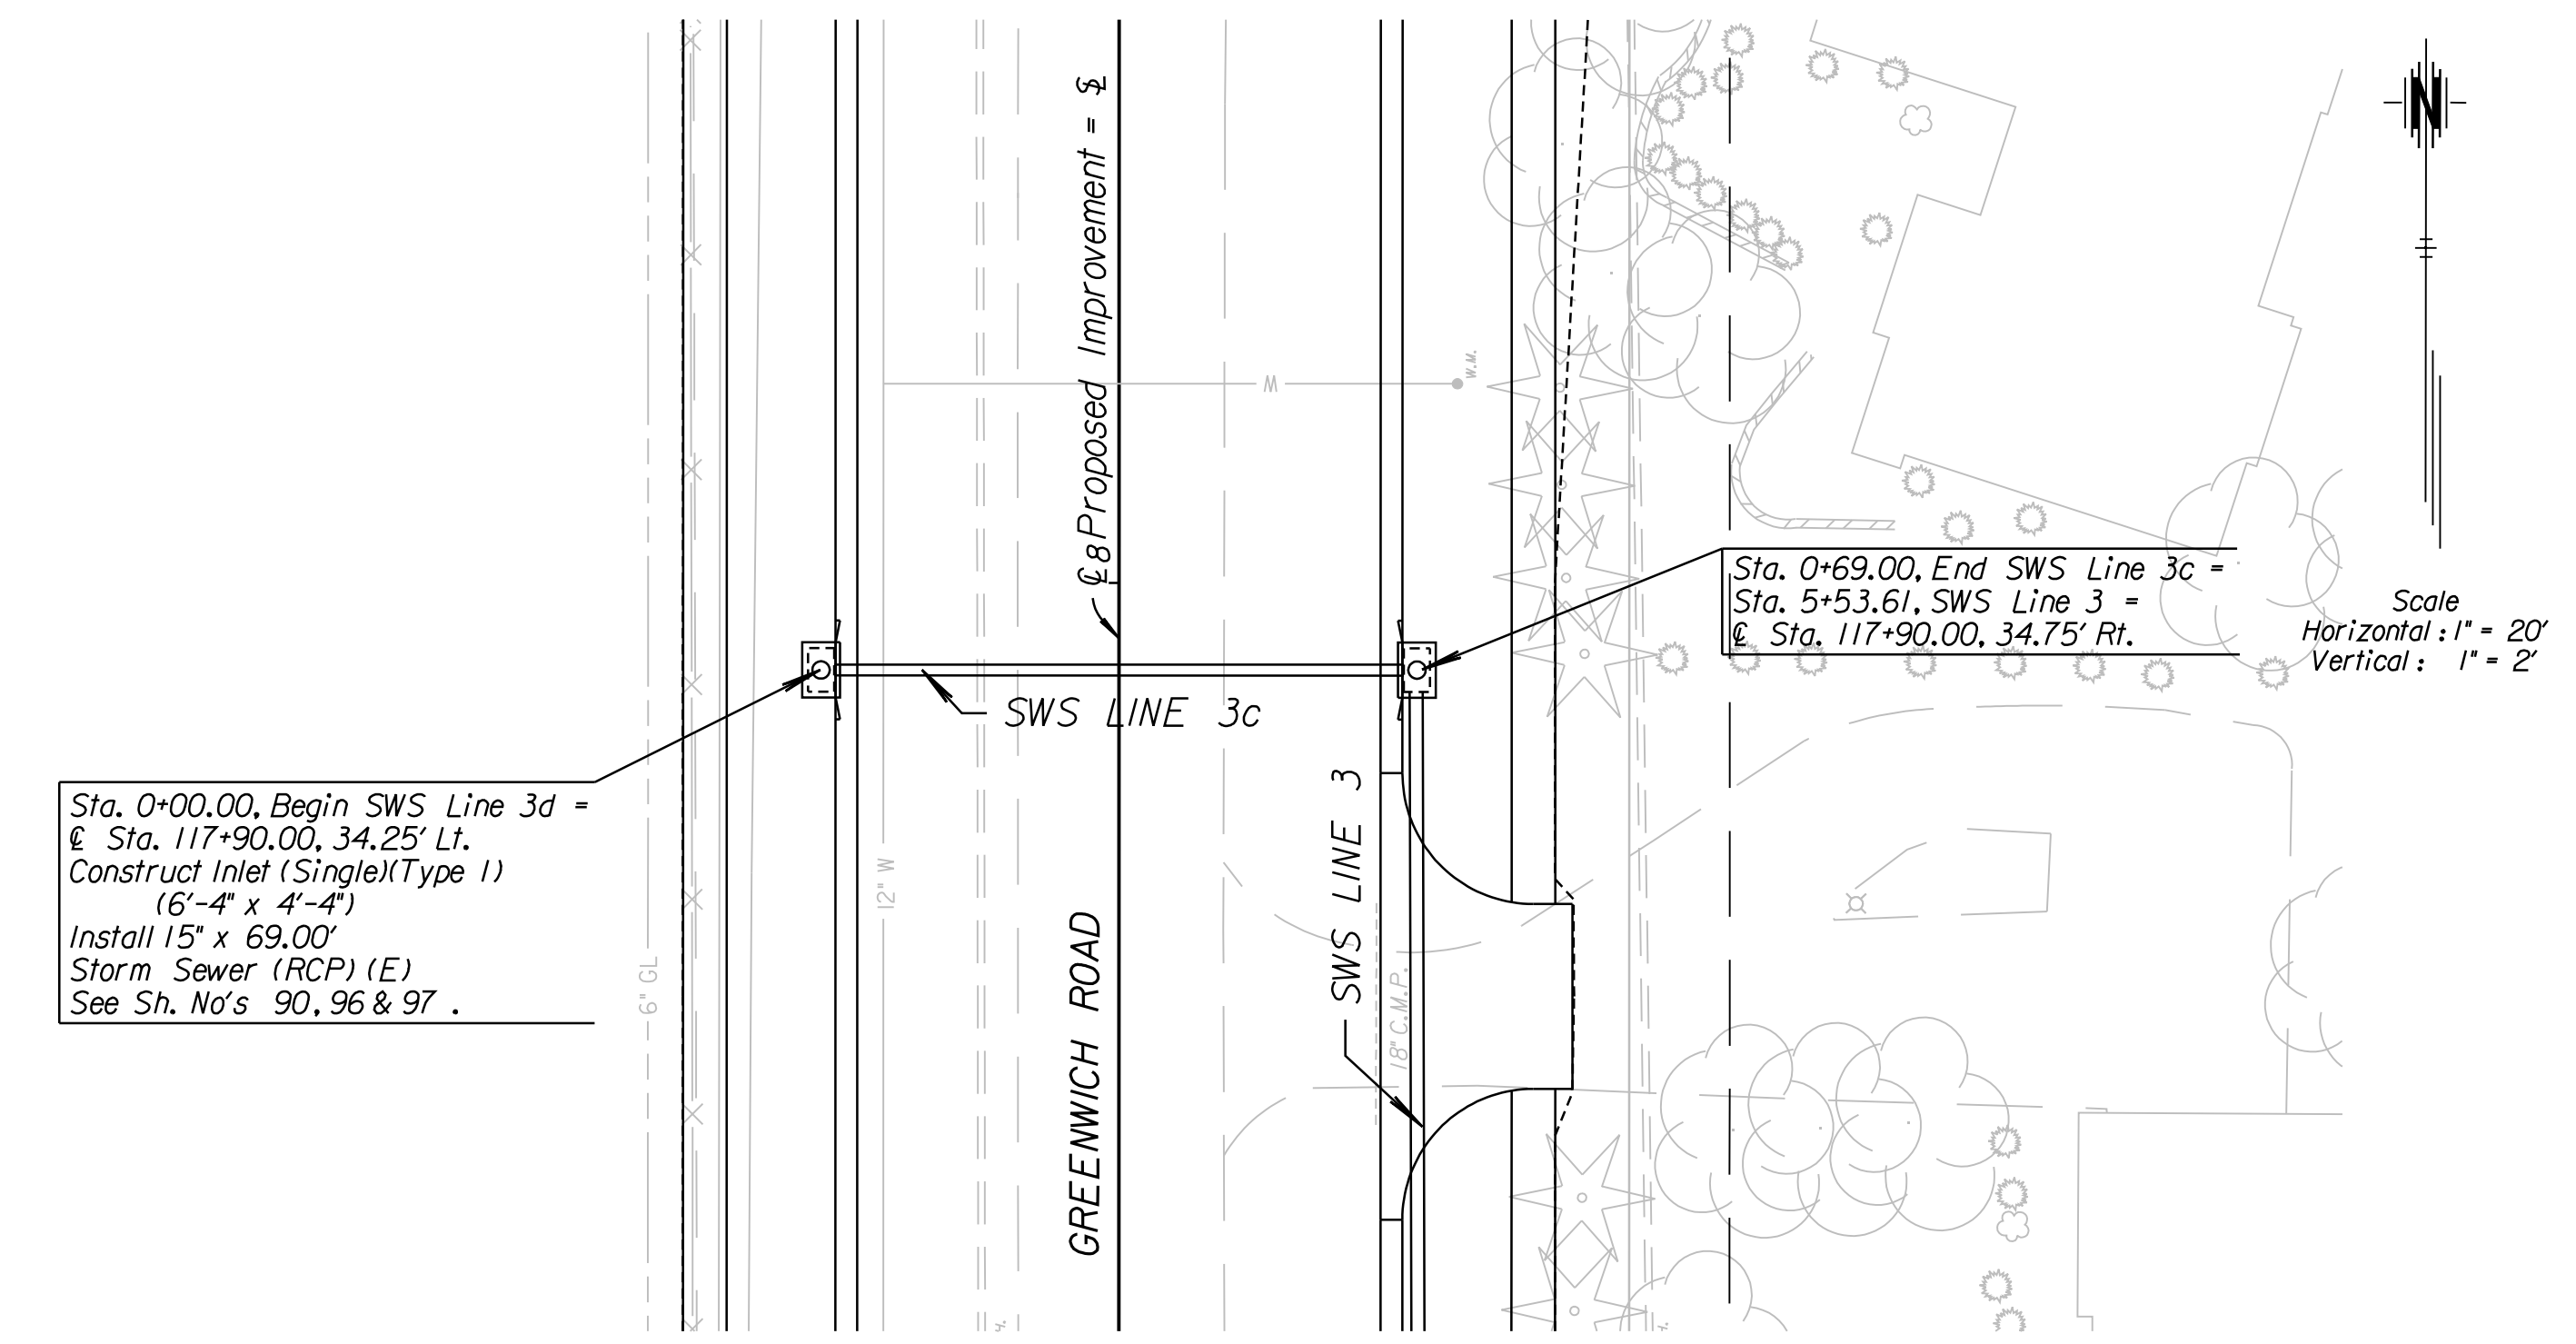 ℄ & Proposed Improvement = ⅊
W
W.M.
N
Sta. 0+69.00, End SWS Line 3c =
Sta. 5+53.61, SWS Line 3 =
℄ Sta. 117+90.00, 34.75' Rt.
Scale
Horizontal : 1" = 20'
Vertical : 1" = 2'
SWS LINE 3c
Sta. 0+00.00, Begin SWS Line 3d =
℄ Sta. 117+90.00, 34.25' Lt.
Construct Inlet (Single)(Type 1)
(6'-4" x 4'-4")
Install 15" x 69.00'
Storm Sewer (RCP) (E)
See Sh. No's 90, 96 & 97 .
6" GL
12" W
GREENWICH ROAD
SWS LINE 3
18" C.M.P.